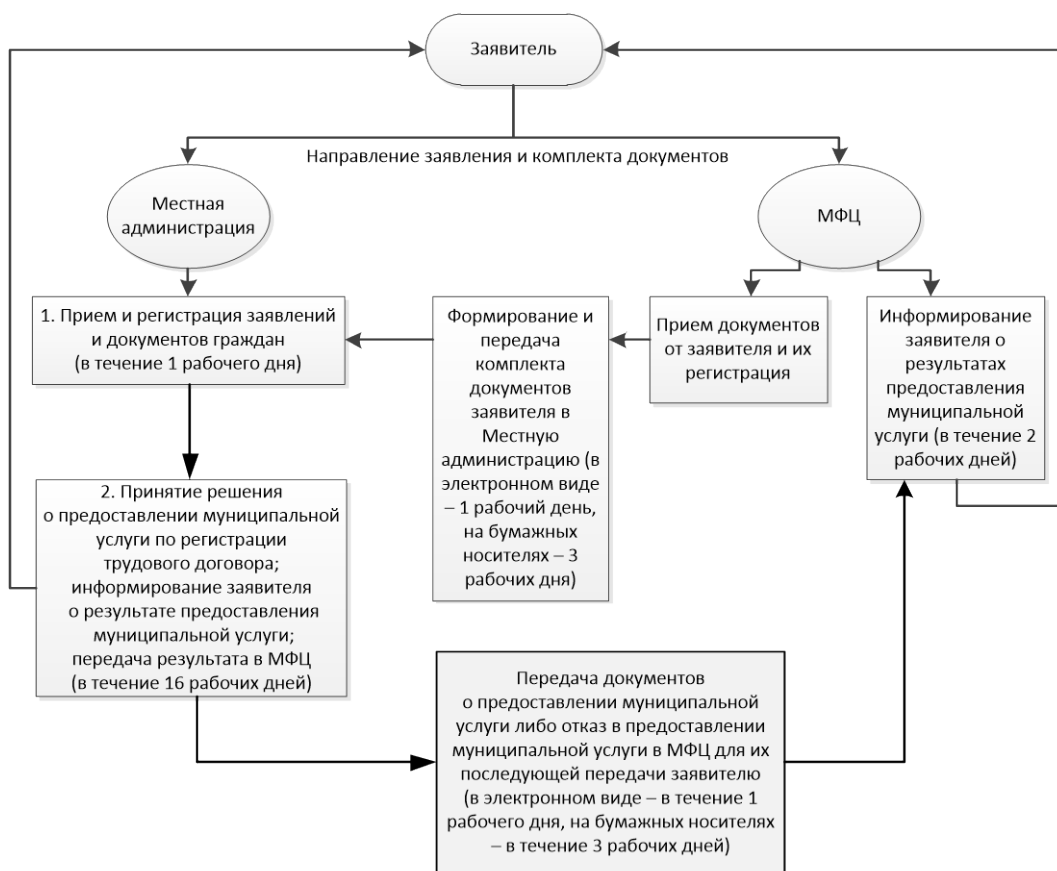 Заявитель
Направление заявления и комплекта документов
Местная
администрация
МФЦ
1. Прием и регистрация заявлений
и документов граждан
(в течение 1 рабочего дня)
Формирование и
передача
комплекта
документов
заявителя в
Местную
администрацию (в
электронном виде
– 1 рабочий день,
на бумажных
носителях – 3
рабочих дня)
Прием документов
от заявителя и их
регистрация
Информирование
заявителя о
результатах
предоставления
муниципальной
услуги (в течение 2
рабочих дней)
2. Принятие решения
о предоставлении муниципальной
услуги по регистрации
трудового договора;
информирование заявителя
о результате предоставления
муниципальной услуги;
передача результата в МФЦ
(в течение 16 рабочих дней)
Передача документов
о предоставлении муниципальной
услуги либо отказ в предоставлении
муниципальной услуги в МФЦ для их
последующей передачи заявителю
(в электронном виде – в течение 1
рабочего дня, на бумажных носителях
– в течение 3 рабочих дней)